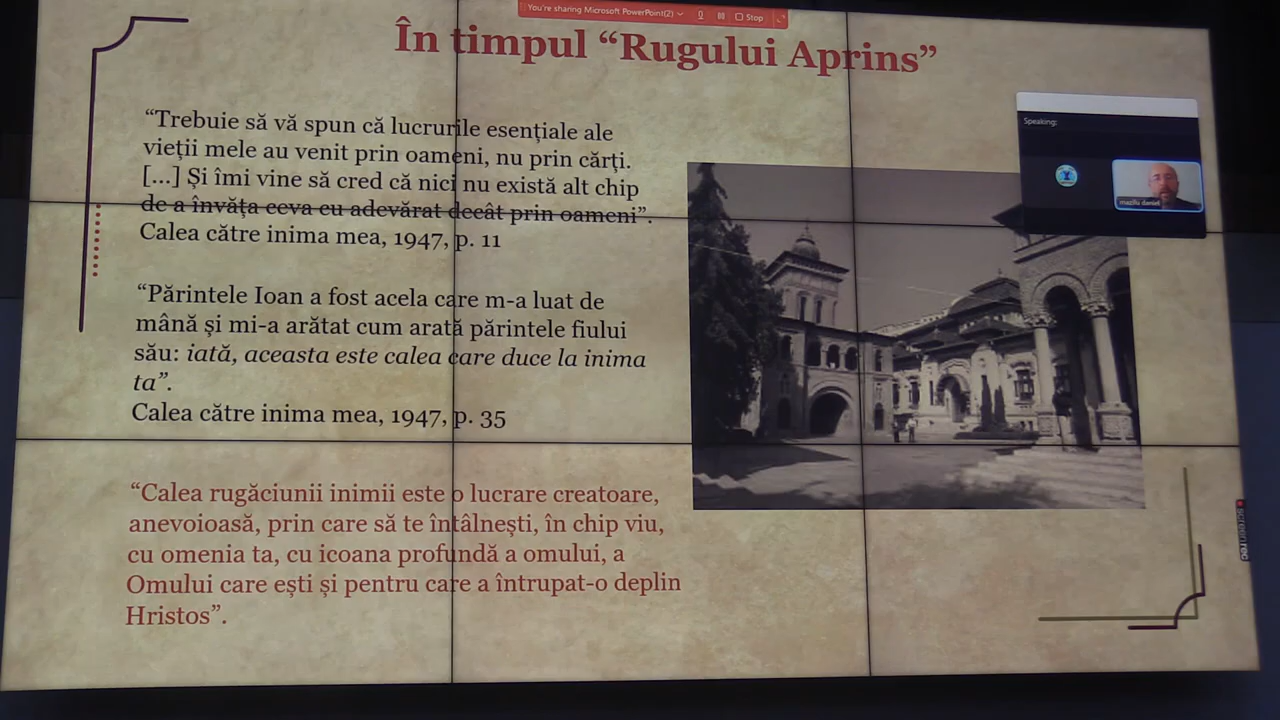 You're sharing Microsoft PowerPoint(2)
Stop
În timpul “Rugului Aprins”
“Trebuie să vă spun că lucrurile esențiale ale
vieții mele au venit prin oameni, nu prin cărți.
[...] Și îmi vine să cred că nici nu există alt chip
de a învăța ceva cu adevărat decât prin oameni”.
Calea către inima mea, 1947, p. 11
“Părintele Ioan a fost acela care m-a luat de
mână și mi-a arătat cum arată părintele fiului
său: iată, aceasta este calea care duce la inima
ta”.
Calea către inima mea, 1947, p. 35
“Calea rugăciunii inimii este o lucrare creatoare,
anevoioasă, prin care să te întâlnești, în chip viu,
cu omenia ta, cu icoana profundă a omului, a
Omului care ești și pentru care a întrupat-o deplin
Hristos”.
Speaking:
mazilu daniel
screenrec